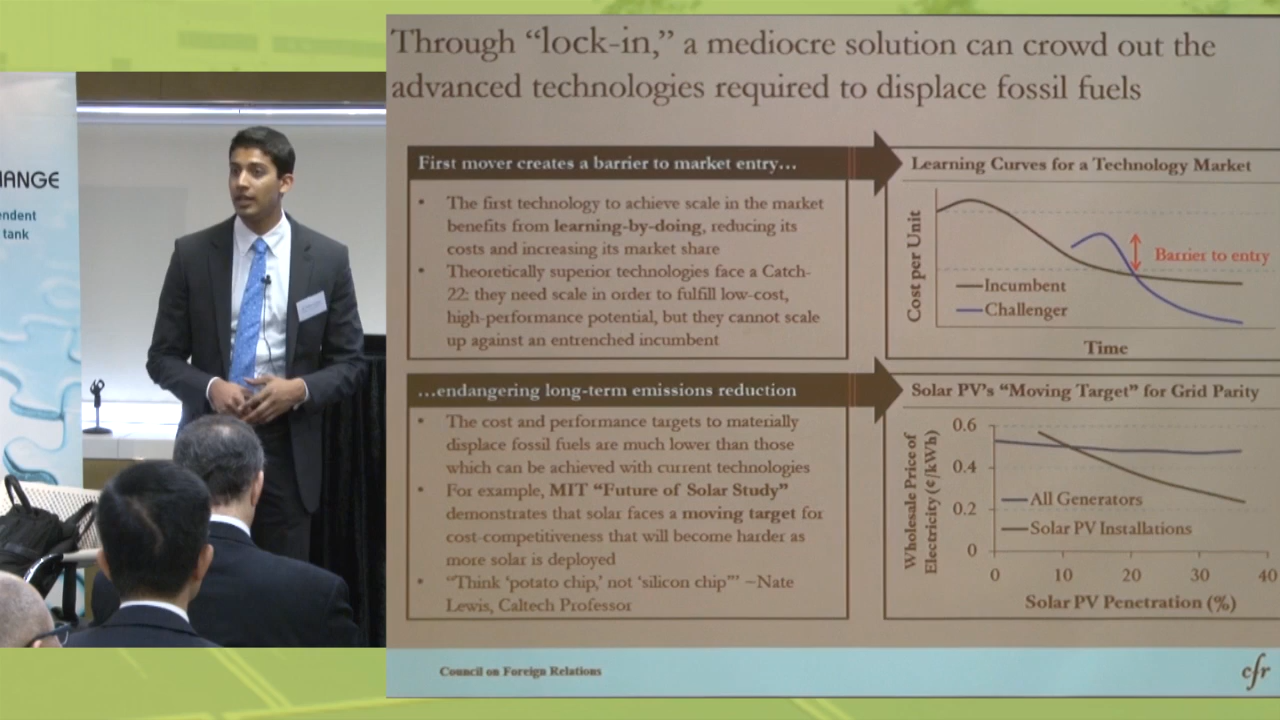 ANGE
ndent
tank
Through “lock-in,” a mediocre solution can crowd out the
advanced technologies required to displace fossil fuels
First mover creates a barrier to market entry…
• The first technology to achieve scale in the market
benefits from learning-by-doing, reducing its
costs and increasing its market share
• Theoretically superior technologies face a Catch-
22: they need scale in order to fulfill low-cost,
high-performance potential, but they cannot scale
up against an entrenched incumbent
Learning Curves for a Technology Market
Cost per Unit
Barrier to entry
Incumbent
Challenger
Time
…endangering long-term emissions reduction
• The cost and performance targets to materially
displace fossil fuels are much lower than those
which can be achieved with current technologies
• For example, MIT “Future of Solar Study”
demonstrates that solar faces a moving target for
cost-competitiveness that will become harder as
more solar is deployed
• “Think ‘potato chip,’ not ‘silicon chip’” –Nate
Lewis, Caltech Professor
Solar PV’s “Moving Target” for Grid Parity
Wholesale Price of
Electricity (¢/kWh)
0.6
0.4
0.2
0
All Generators
Solar PV Installations
0 10 20 30 40
Solar PV Penetration (%)
Council on Foreign Relations
cfr